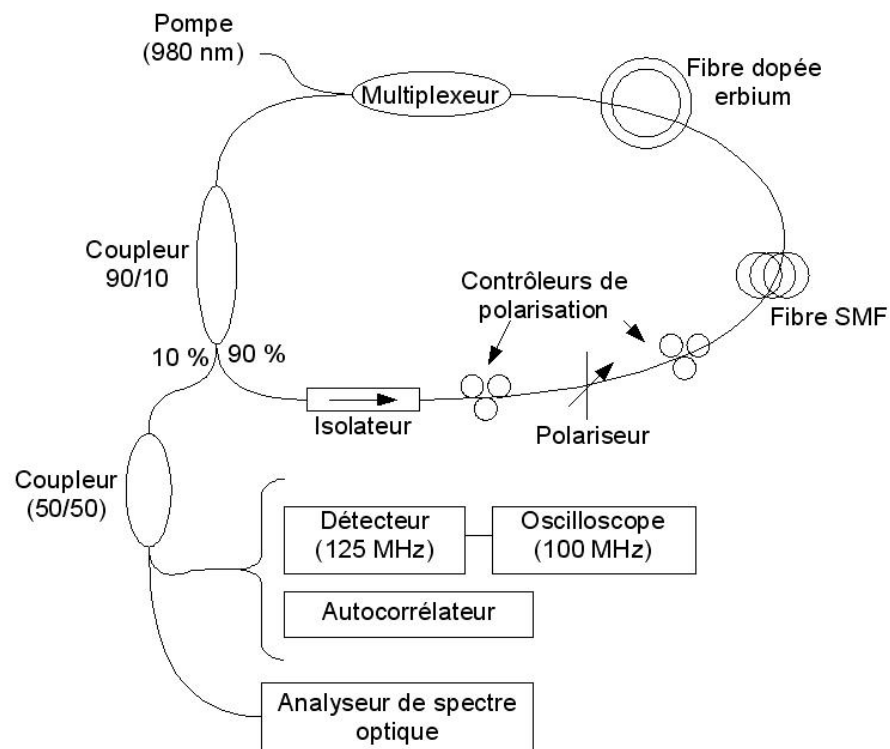 Pompe
(980 nm)
Multiplexeur
Fibre dopée
erbium
Coupleur
90/10
Contrôleurs de
polarisation
Fibre SMF
10 %
90 %
Isolateur
Polariseur
Coupleur
(50/50)
Détecteur
(125 MHz)
Oscilloscope
(100 MHz)
Autocorrélateur
Analyseur de spectre
optique